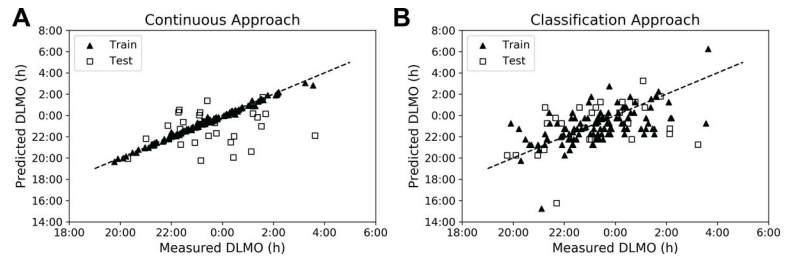 A
Continuous Approach
Predicted DLMO (h)
8:00
6:00
4:00
2:00
0:00
22:00
20:00
18:00
16:00
14:00
Train
Test
18:00 20:00 22:00 0:00 2:00 4:00 6:00
Measured DLMO (h)
B
Classification Approach
Predicted DLMO (h)
8:00
6:00
4:00
2:00
0:00
22:00
20:00
18:00
16:00
14:00
Train
Test
18:00 20:00 22:00 0:00 2:00 4:00 6:00
Measured DLMO (h)